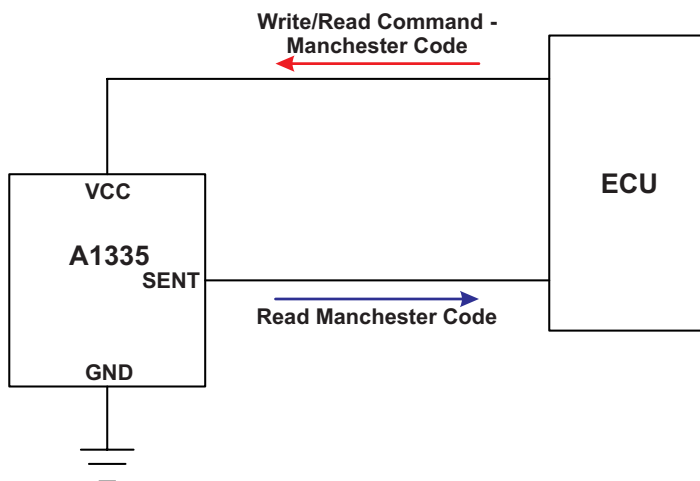 Write/Read Command -
Manchester Code
ECU
VCC
A1335
SENT
Read Manchester Code
GND